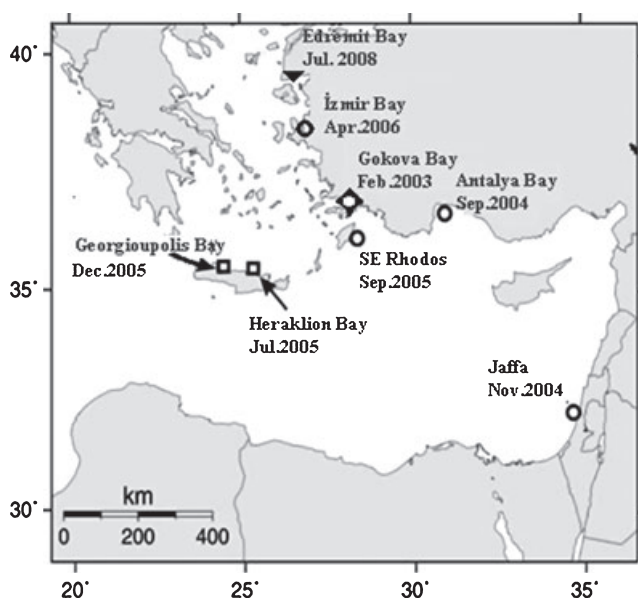 40°
Edremit Bay
Jul.2008
İzmir Bay
Apr.2006
Gokova Bay
Feb.2003
Antalya Bay
Sep.2004
Georgioupolis Bay
Dec.2005
SE Rhodos
Sep.2005
35°
Heraklion Bay
Jul.2005
Jaffa
Nov.2004
km
30°
0 200 400
20° 25° 30° 35°